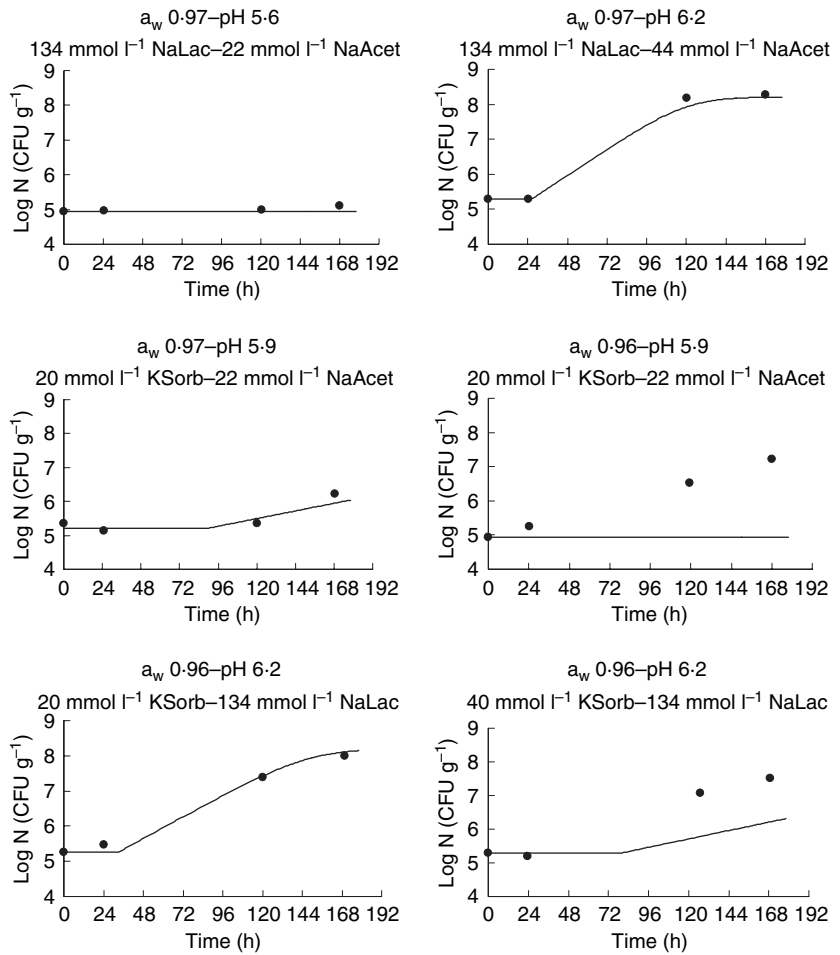 a_w 0·97–pH 5·6
134 mmol l⁻¹ NaLac–22 mmol l⁻¹ NaAcet
Log N (CFU g⁻¹)
9
8
7
6
5
4
0 24 48 72 96 120 144 168 192
Time (h)
a_w 0·97–pH 6·2
134 mmol l⁻¹ NaLac–44 mmol l⁻¹ NaAcet
Log N (CFU g⁻¹)
9
8
7
6
5
4
0 24 48 72 96 120 144 168 192
Time (h)
a_w 0·97–pH 5·9
20 mmol l⁻¹ KSorb–22 mmol l⁻¹ NaAcet
Log N (CFU g⁻¹)
9
8
7
6
5
4
0 24 48 72 96 120 144 168 192
Time (h)
a_w 0·96–pH 5·9
20 mmol l⁻¹ KSorb–22 mmol l⁻¹ NaAcet
Log N (CFU g⁻¹)
9
8
7
6
5
4
0 24 48 72 96 120 144 168 192
Time (h)
a_w 0·96–pH 6·2
20 mmol l⁻¹ KSorb–134 mmol l⁻¹ NaLac
Log N (CFU g⁻¹)
9
8
7
6
5
4
0 24 48 72 96 120 144 168 192
Time (h)
a_w 0·96–pH 6·2
40 mmol l⁻¹ KSorb–134 mmol l⁻¹ NaLac
Log N (CFU g⁻¹)
9
8
7
6
5
4
0 24 48 72 96 120 144 168 192
Time (h)